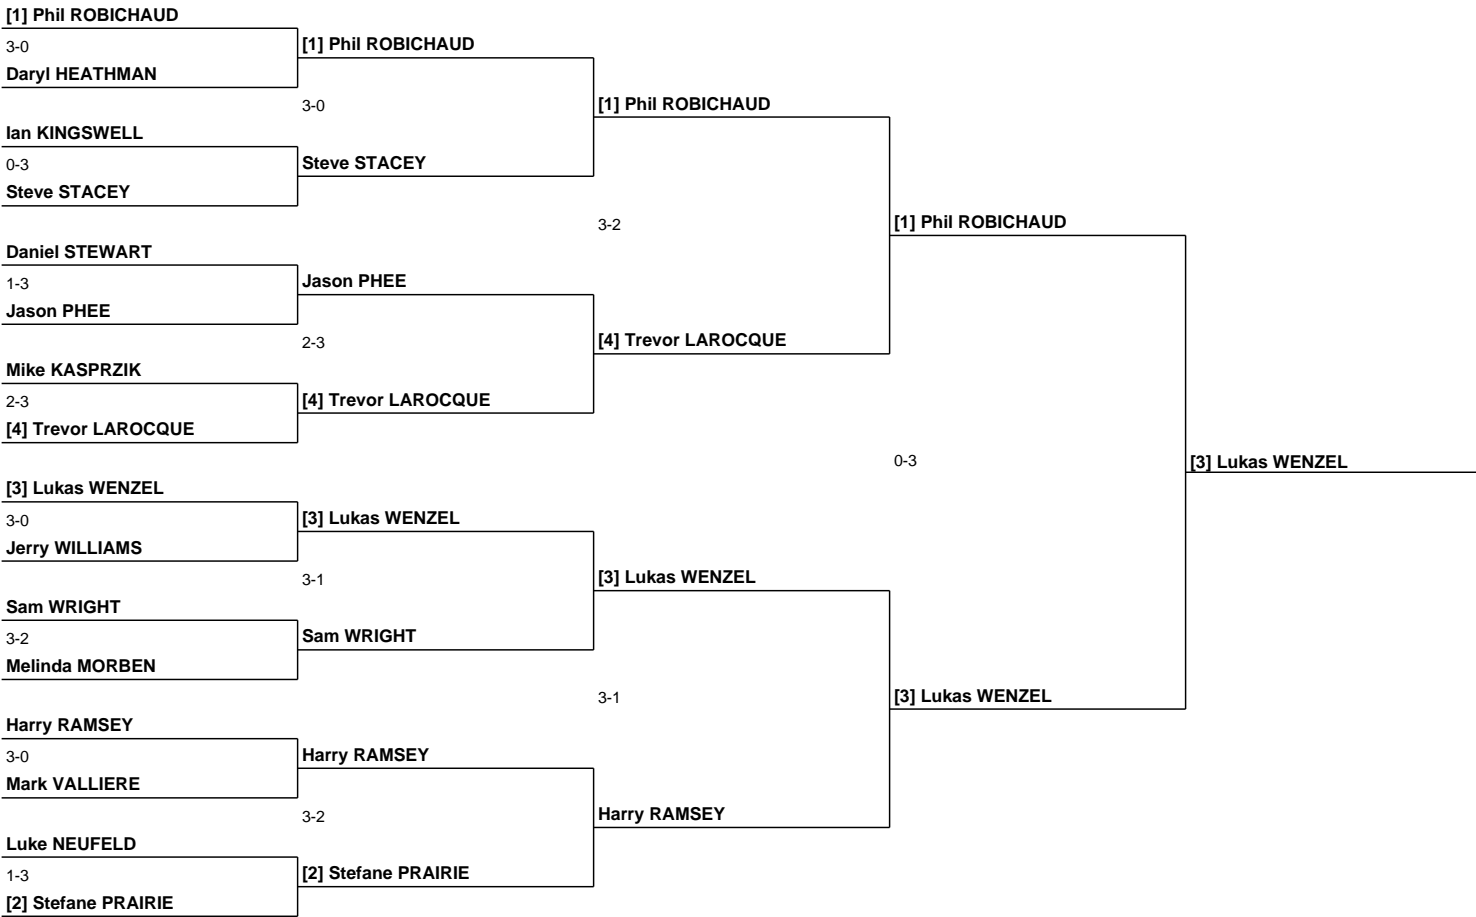 [1] Phil ROBICHAUD
3-0
Daryl HEATHMAN
Ian KINGSWELL
0-3
Steve STACEY
Daniel STEWART
1-3
Jason PHEE
Mike KASPRZIK
2-3
[4] Trevor LAROCQUE
[3] Lukas WENZEL
3-0
Jerry WILLIAMS
Sam WRIGHT
3-2
Melinda MORBEN
Harry RAMSEY
3-0
Mark VALLIERE
Luke NEUFELD
1-3
[2] Stefane PRAIRIE
[1] Phil ROBICHAUD
3-0
Steve STACEY
Jason PHEE
2-3
[4] Trevor LAROCQUE
[3] Lukas WENZEL
3-1
Sam WRIGHT
Harry RAMSEY
3-2
[2] Stefane PRAIRIE
[1] Phil ROBICHAUD
3-2
[4] Trevor LAROCQUE
[3] Lukas WENZEL
3-1
Harry RAMSEY
[1] Phil ROBICHAUD
0-3
[3] Lukas WENZEL
[3] Lukas WENZEL